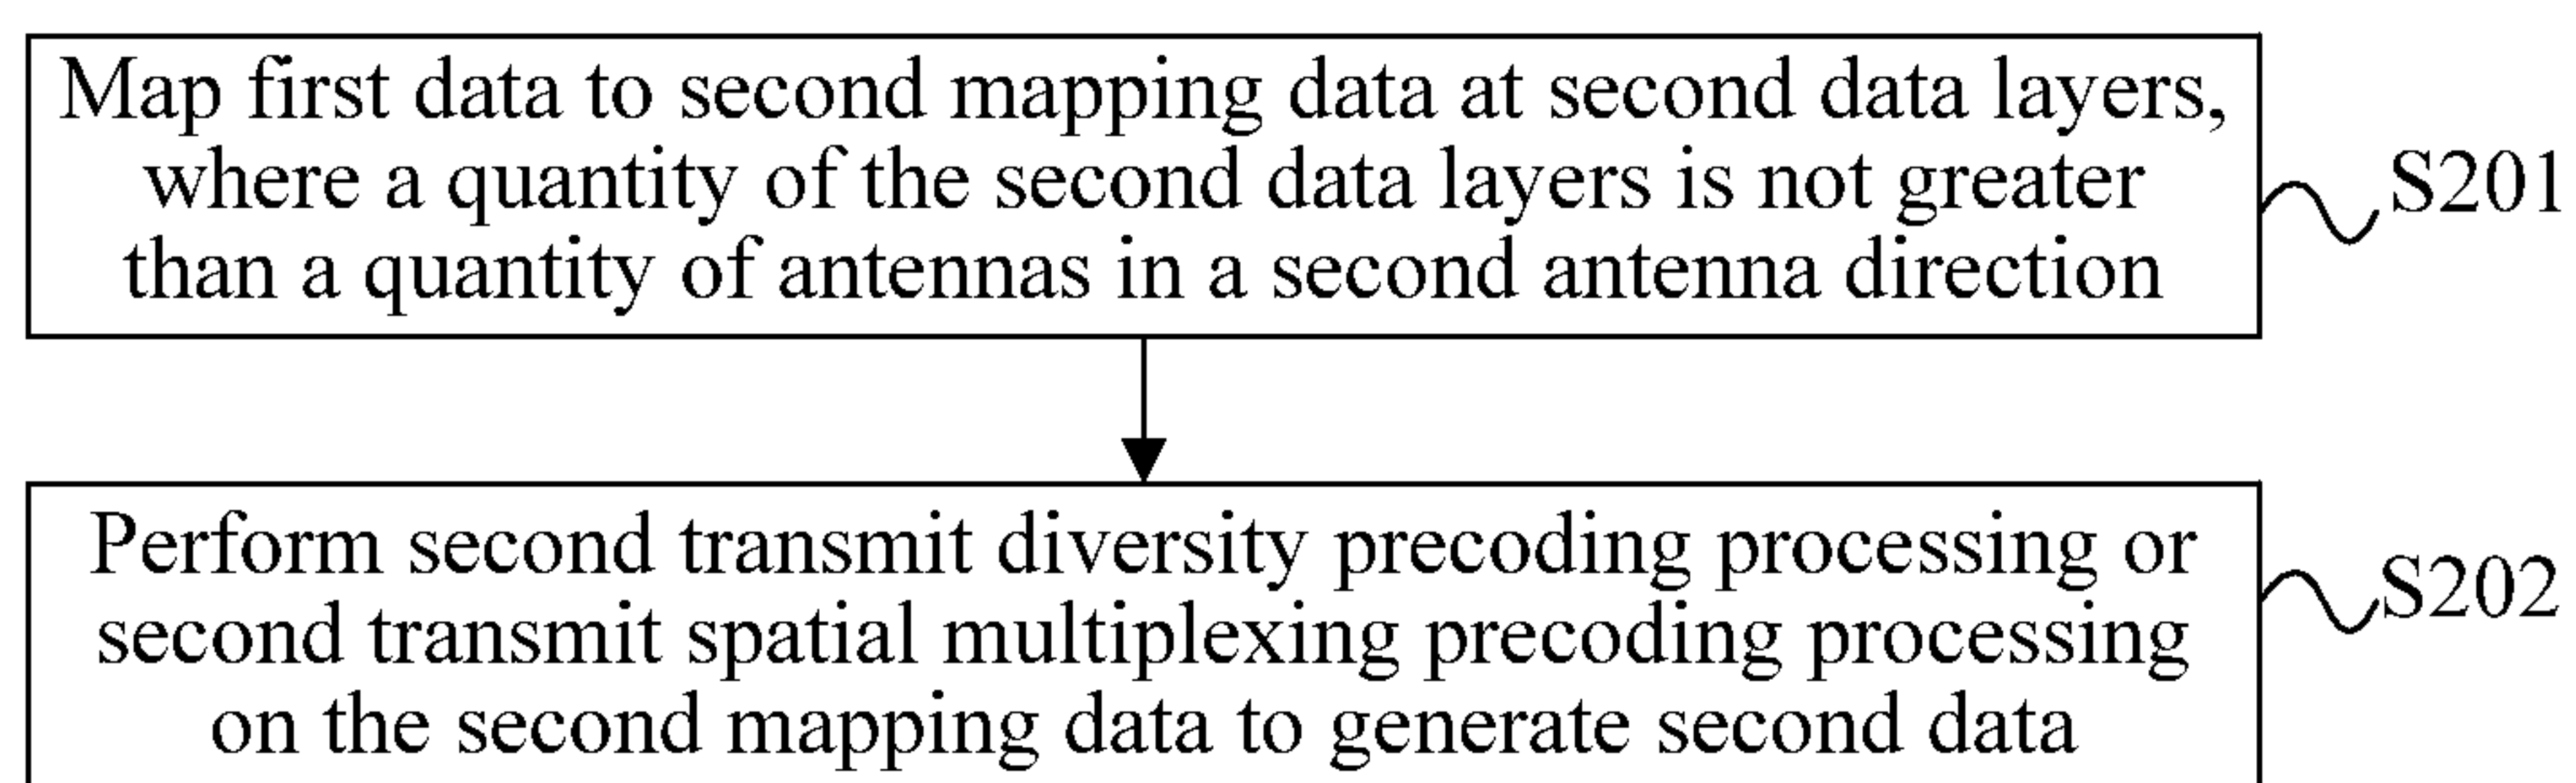 Map first data to second mapping data at second data layers,
where a quantity of the second data layers is not greater
than a quantity of antennas in a second antenna direction
S201
Perform second transmit diversity precoding processing or
second transmit spatial multiplexing precoding processing
on the second mapping data to generate second data
S202